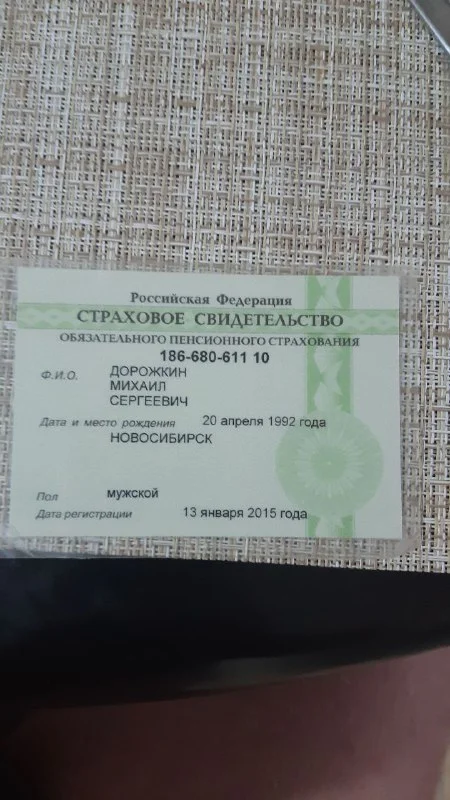 Российская Федерация
СТРАХОВОЕ СВИДЕТЕЛЬСТВО
ОБЯЗАТЕЛЬНОГО ПЕНСИОННОГО СТРАХОВАНИЯ
186-680-611 10
Ф.И.О. ДОРОЖКИН
МИХАИЛ
СЕРГЕЕВИЧ
Дата и место рождения 20 апреля 1992 года
НОВОСИБИРСК
Пол мужской
Дата регистрации 13 января 2015 года